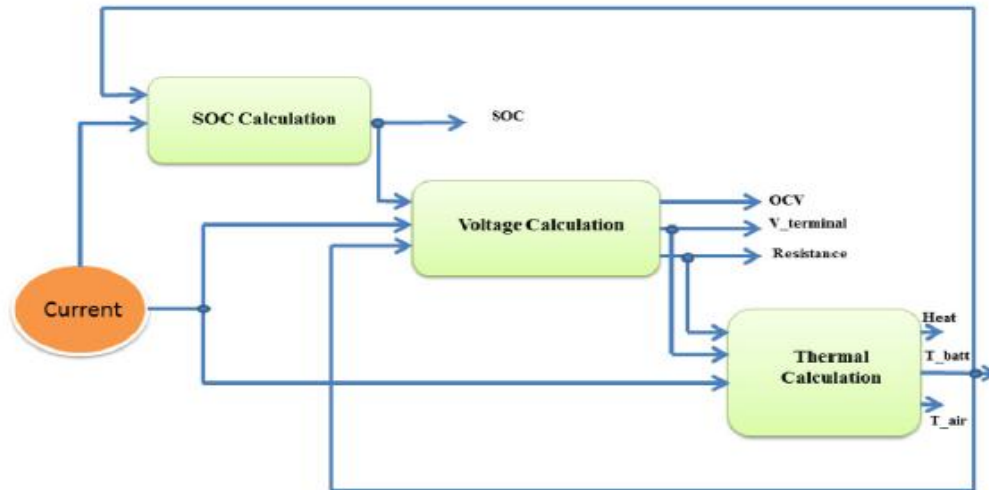 SOC Calculation
SOC
Voltage Calculation
OCV
V_terminal
Resistance
Current
Thermal
Calculation
Heat
T_batt
T_air